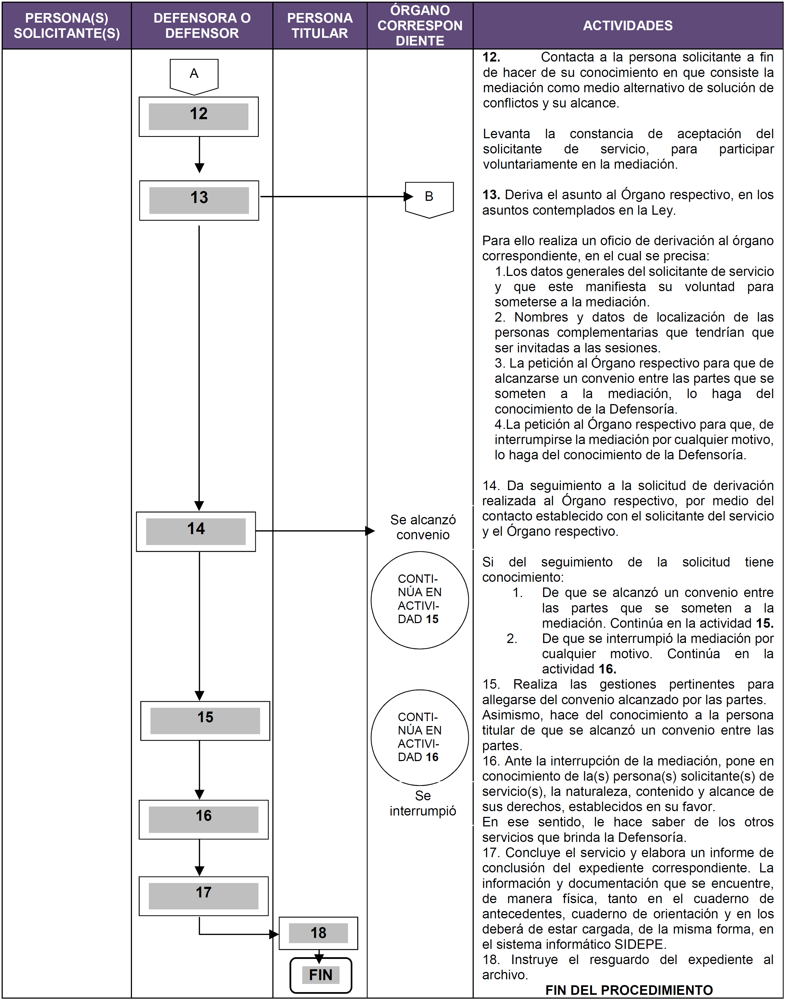 PERSONA(S)
SOLICITANTE(S)
DEFENSORA O
DEFENSOR
PERSONA
TITULAR
ÓRGANO
CORRESPON
DIENTE
ACTIVIDADES
A
12
13
B
14
Se alcanzó
convenio
CONTI-
NÚA EN
ACTIVI-
DAD 15
15
CONTI-
NÚA EN
ACTIVI-
DAD 16
Se
interrumpió
16
17
18
FIN
12. Contacta a la persona solicitante a fin
de hacer de su conocimiento en que consiste la
mediación como medio alternativo de solución de
conflictos y su alcance.
Levanta la constancia de aceptación del
solicitante de servicio, para participar
voluntariamente en la mediación.
13. Deriva el asunto al Órgano respectivo, en los
asuntos contemplados en la Ley.
Para ello realiza un oficio de derivación al órgano
correspondiente, en el cual se precisa:
1.Los datos generales del solicitante de servicio
y que este manifiesta su voluntad para
someterse a la mediación.
2. Nombres y datos de localización de las
personas complementarias que tendrían que
ser invitadas a las sesiones.
3. La petición al Órgano respectivo para que de
alcanzarse un convenio entre las partes que se
someten a la mediación, lo haga del
conocimiento de la Defensoría.
4.La petición al Órgano respectivo para que, de
interrumpirse la mediación por cualquier motivo,
lo haga del conocimiento de la Defensoría.
14. Da seguimiento a la solicitud de derivación
realizada al Órgano respectivo, por medio del
contacto establecido con el solicitante del servicio
y el Órgano respectivo.
Si del seguimiento de la solicitud tiene
conocimiento:
1. De que se alcanzó un convenio entre
las partes que se someten a la
mediación. Continúa en la actividad 15.
2. De que se interrumpió la mediación por
cualquier motivo. Continúa en la
actividad 16.
15. Realiza las gestiones pertinentes para
allegarse del convenio alcanzado por las partes.
Asimismo, hace del conocimiento a la persona
titular de que se alcanzó un convenio entre las
partes.
16. Ante la interrupción de la mediación, pone en
conocimiento de la(s) persona(s) solicitante(s) de
servicio(s), la naturaleza, contenido y alcance de
sus derechos, establecidos en su favor.
En ese sentido, le hace saber de los otros
servicios que brinda la Defensoría.
17. Concluye el servicio y elabora un informe de
conclusión del expediente correspondiente. La
información y documentación que se encuentre,
de manera física, tanto en el cuaderno de
antecedentes, cuaderno de orientación y en los
deberá de estar cargada, de la misma forma, en
el sistema informático SIDEPE.
18. Instruye el resguardo del expediente al
archivo.
FIN DEL PROCEDIMIENTO